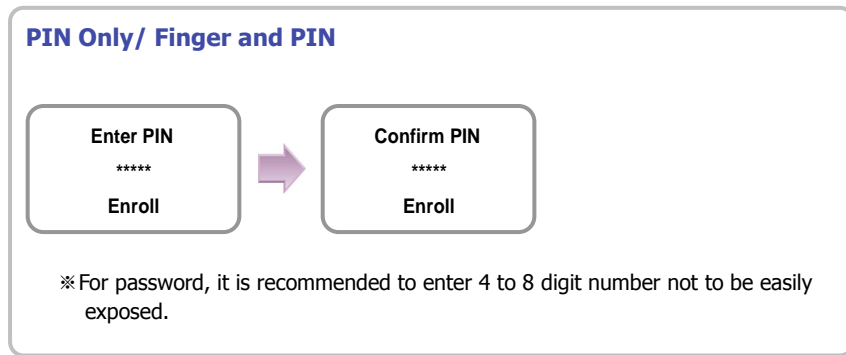 PIN Only/ Finger and PIN
Enter PIN
*****
Enroll
Confirm PIN
*****
Enroll
※For password, it is recommended to enter 4 to 8 digit number not to be easily
exposed.